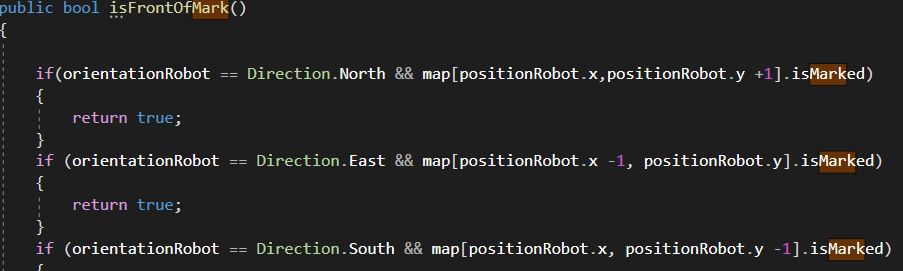 public bool isFrontOfMark()
{
if(orientationRobot == Direction.North && map[positionRobot.x,positionRobot.y +1].isMarked)
{
return true;
}
if (orientationRobot == Direction.East && map[positionRobot.x -1, positionRobot.y].isMarked)
{
return true;
}
if (orientationRobot == Direction.South && map[positionRobot.x, positionRobot.y -1].isMarked)
{